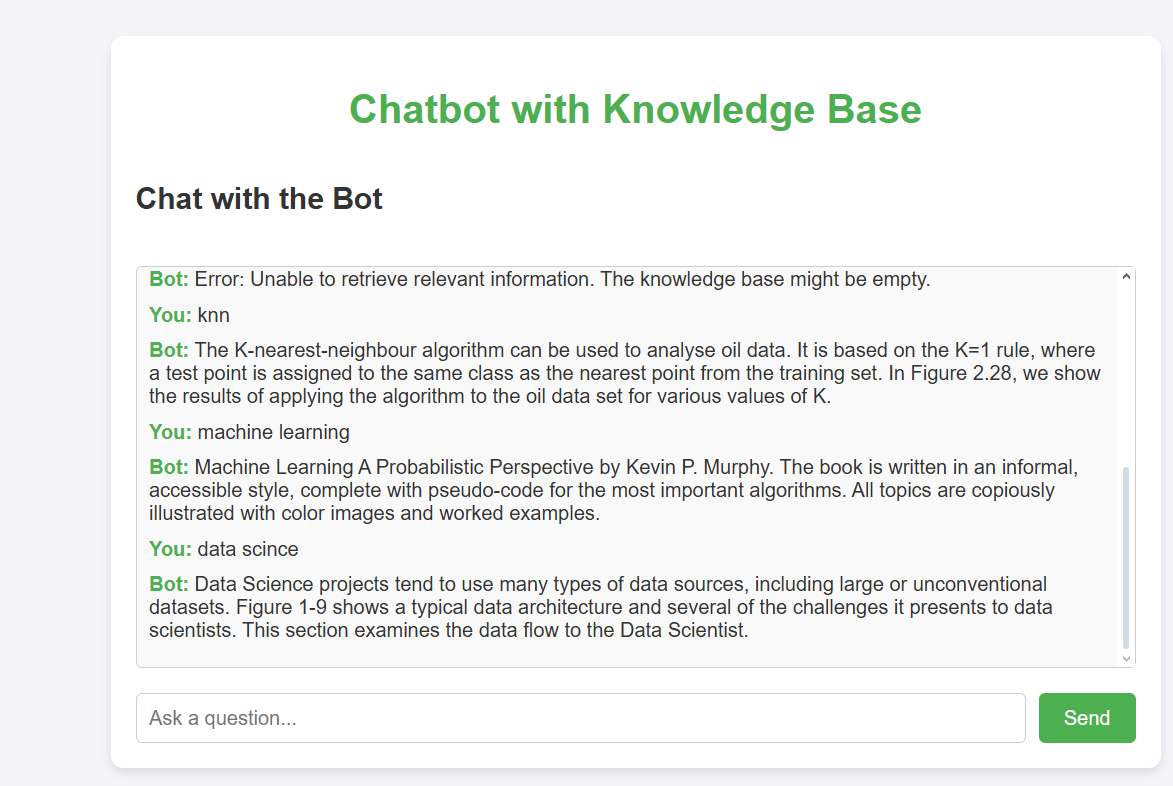 Chatbot with Knowledge Base
Chat with the Bot
Bot: Error: Unable to retrieve relevant information. The knowledge base might be empty.
You: knn
Bot: The K-nearest-neighbour algorithm can be used to analyse oil data. It is based on the K=1 rule, where
a test point is assigned to the same class as the nearest point from the training set. In Figure 2.28, we show
the results of applying the algorithm to the oil data set for various values of K.
You: machine learning
Bot: Machine Learning A Probabilistic Perspective by Kevin P. Murphy. The book is written in an informal,
accessible style, complete with pseudo-code for the most important algorithms. All topics are copiously
illustrated with color images and worked examples.
You: data scince
Bot: Data Science projects tend to use many types of data sources, including large or unconventional
datasets. Figure 1-9 shows a typical data architecture and several of the challenges it presents to data
scientists. This section examines the data flow to the Data Scientist.
Ask a question...
Send